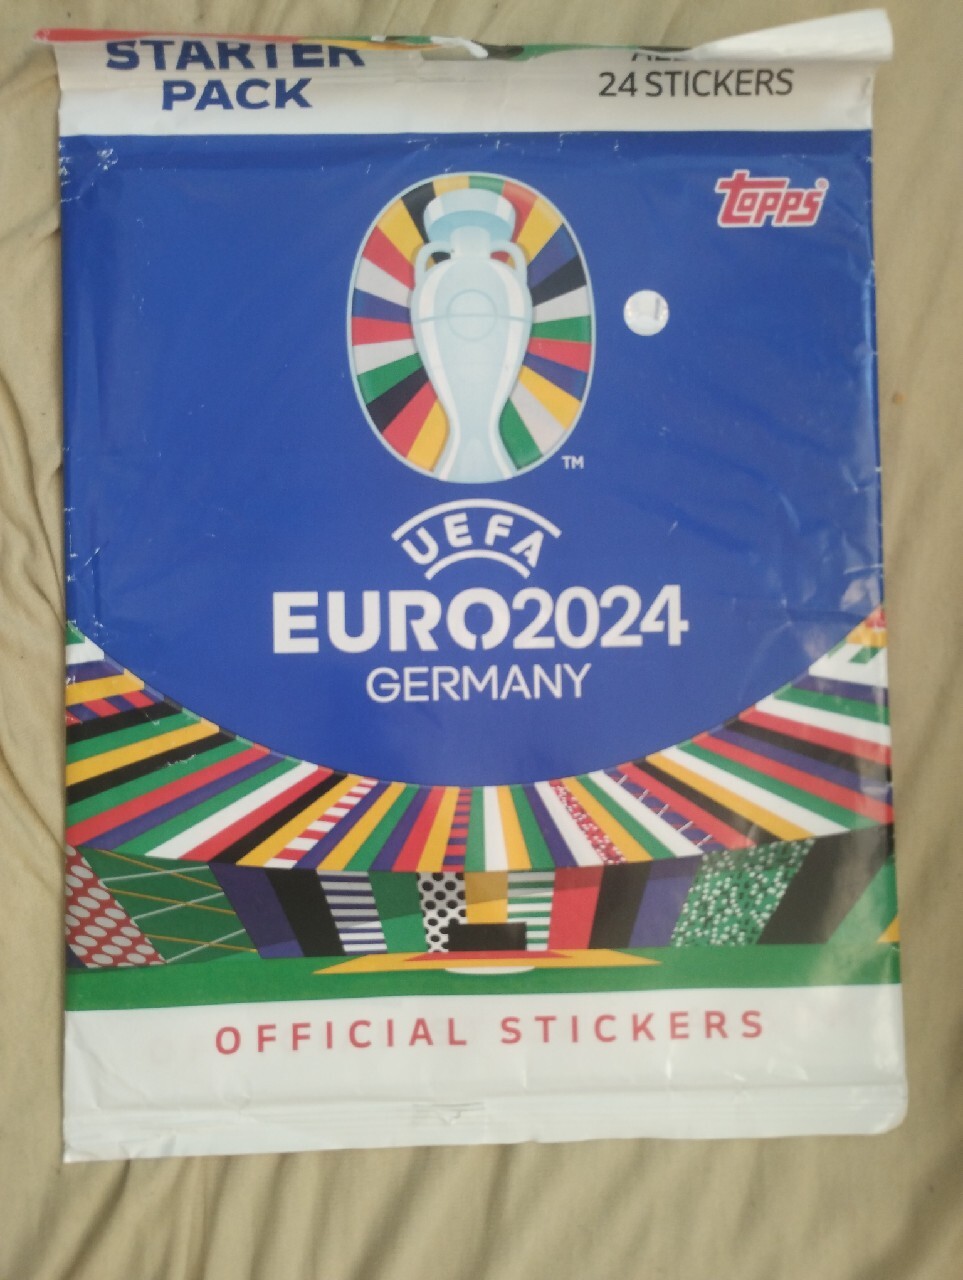 STARTER
PACK
24 STICKERS
topps®
TM
UEFA
EURO2024
GERMANY
OFFICIAL STICKERS